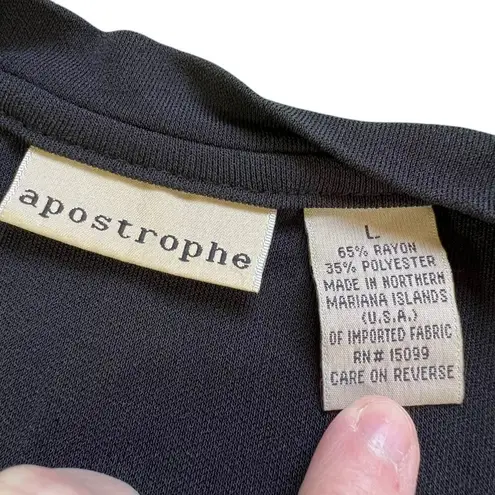 apostrophe
L
65% RAYON
35% POLYESTER
MADE IN NORTHERN
MARIANA ISLANDS
(U.S.A.)
OF IMPORTED FABRIC
RN# 15099
CARE ON REVERSE